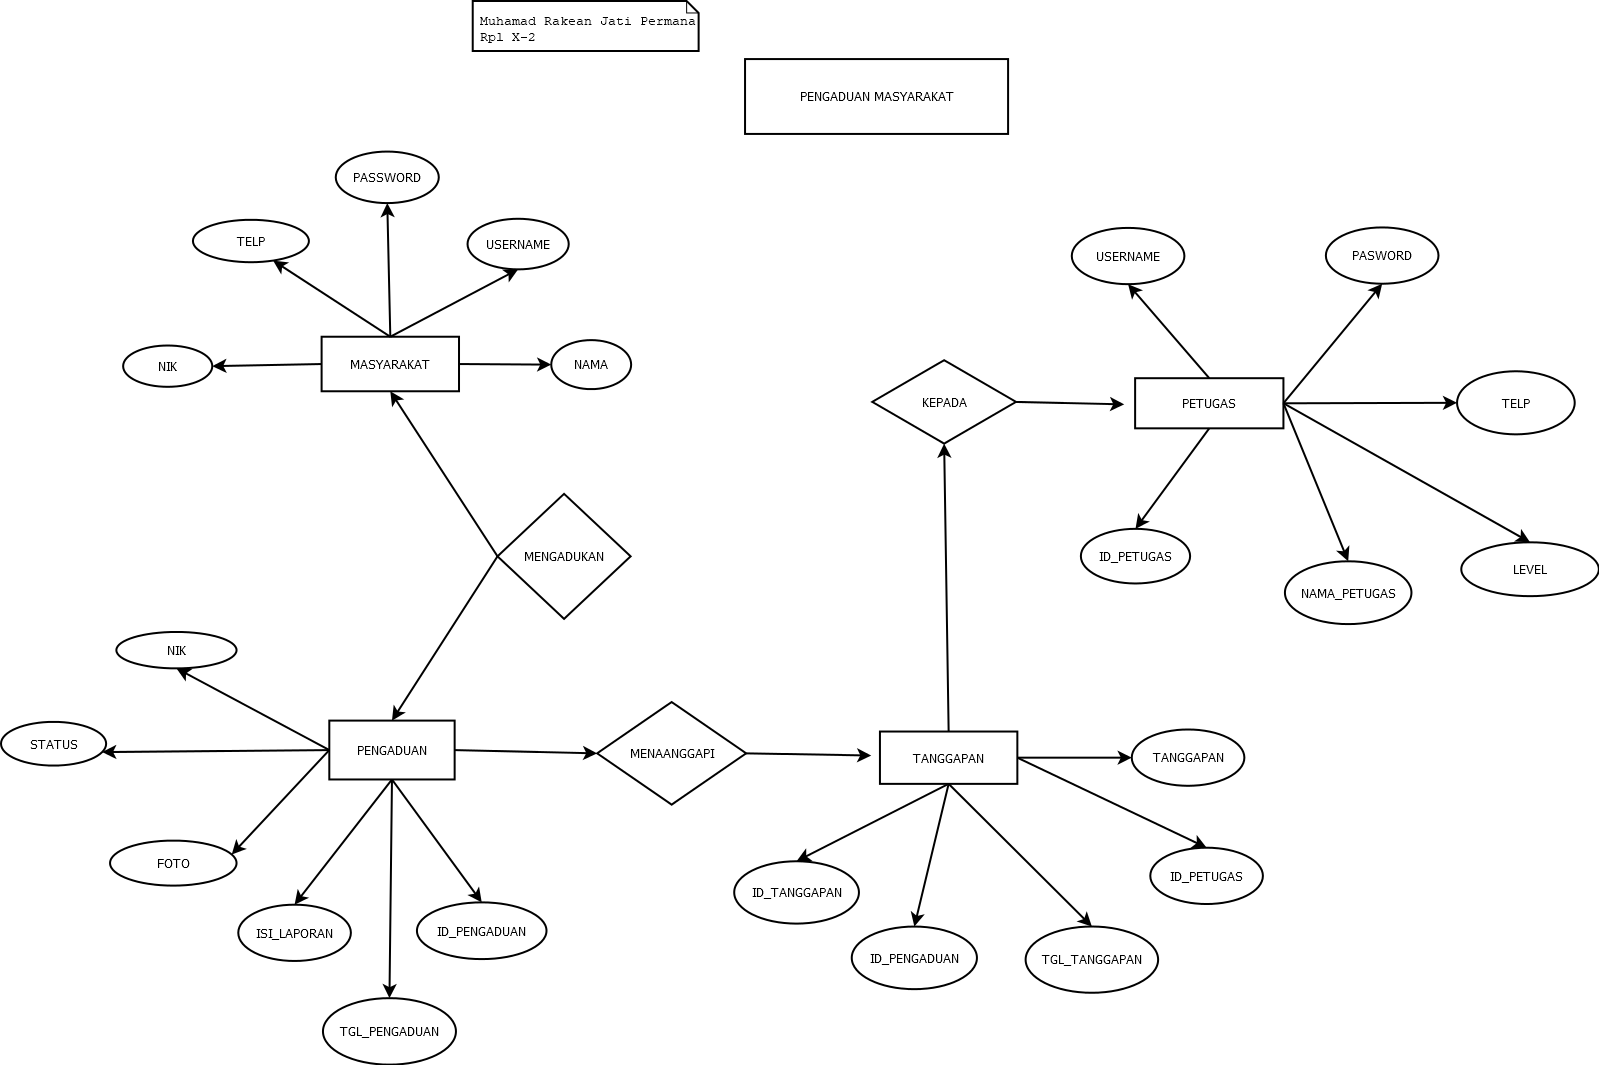 Muhamad Rakean Jati Permana
Rpl X-2
PENGADUAN MASYARAKAT
PASSWORD
TELP
USERNAME
NIK
MASYARAKAT
NAMA
USERNAME
PASWORD
KEPADA
PETUGAS
TELP
MENGADUKAN
ID_PETUGAS
NAMA_PETUGAS
LEVEL
NIK
STATUS
PENGADUAN
MENAANGGAPI
TANGGAPAN
TANGGAPAN
FOTO
ISI_LAPORAN
ID_PENGADUAN
TGL_PENGADUAN
ID_TANGGAPAN
ID_PENGADUAN
TGL_TANGGAPAN
ID_PETUGAS